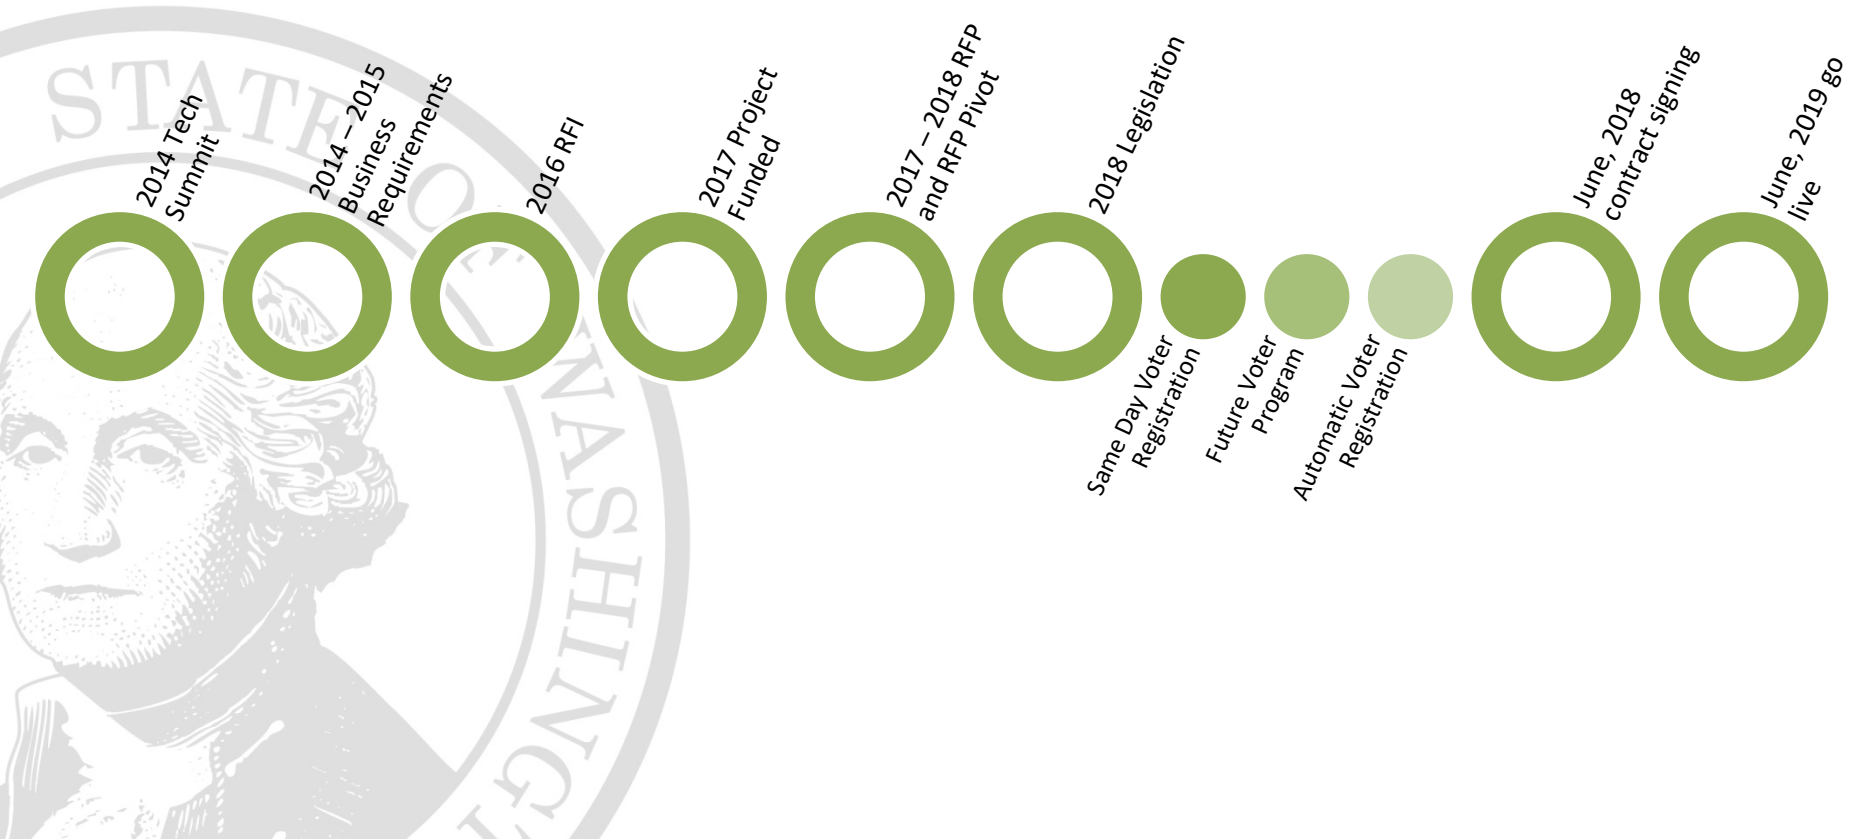 STATE OF WASHINGT
2014 Tech
Summit
2014 – 2015
Business
Requirements
2016 RFI
2017 Project
Funded
2017 – 2018 RFP
and RFP Pivot
2018 Legislation
Same Day Voter
Registration
Future Voter
Program
Automatic Voter
Registration
June, 2018
contract signing
June, 2019 go
live